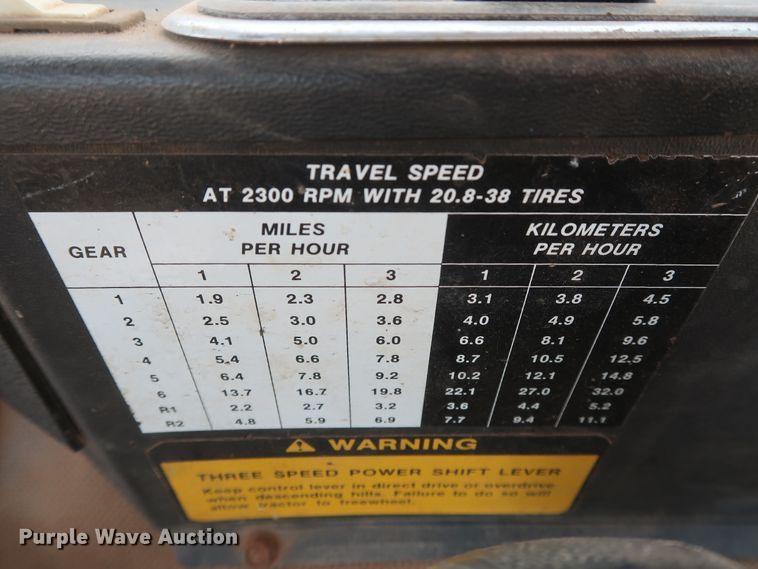 TRAVEL SPEED
AT 2300 RPM WITH 20.8-38 TIRES
GEAR MILES PER HOUR KILOMETERS PER HOUR
1 2 3 1 2 3
1 1.9 2.3 2.8 3.1 3.8 4.5
2 2.5 3.0 3.6 4.0 4.9 5.8
3 4.1 5.0 6.0 6.6 8.1 9.6
4 5.4 6.6 7.8 8.7 10.5 12.5
5 6.4 7.8 9.2 10.2 12.1 14.8
6 13.7 16.7 19.8 22.1 27.0 32.0
R1 2.2 2.7 3.2 3.6 4.4 5.2
R2 4.8 5.9 6.9 7.7 9.4 11.1
WARNING
THREE SPEED POWER SHIFT LEVER
Keep control lever in direct drive or overdrive
when descending hills. Failure to do so will
allow tractor to freewheel.
Purple Wave Auction®